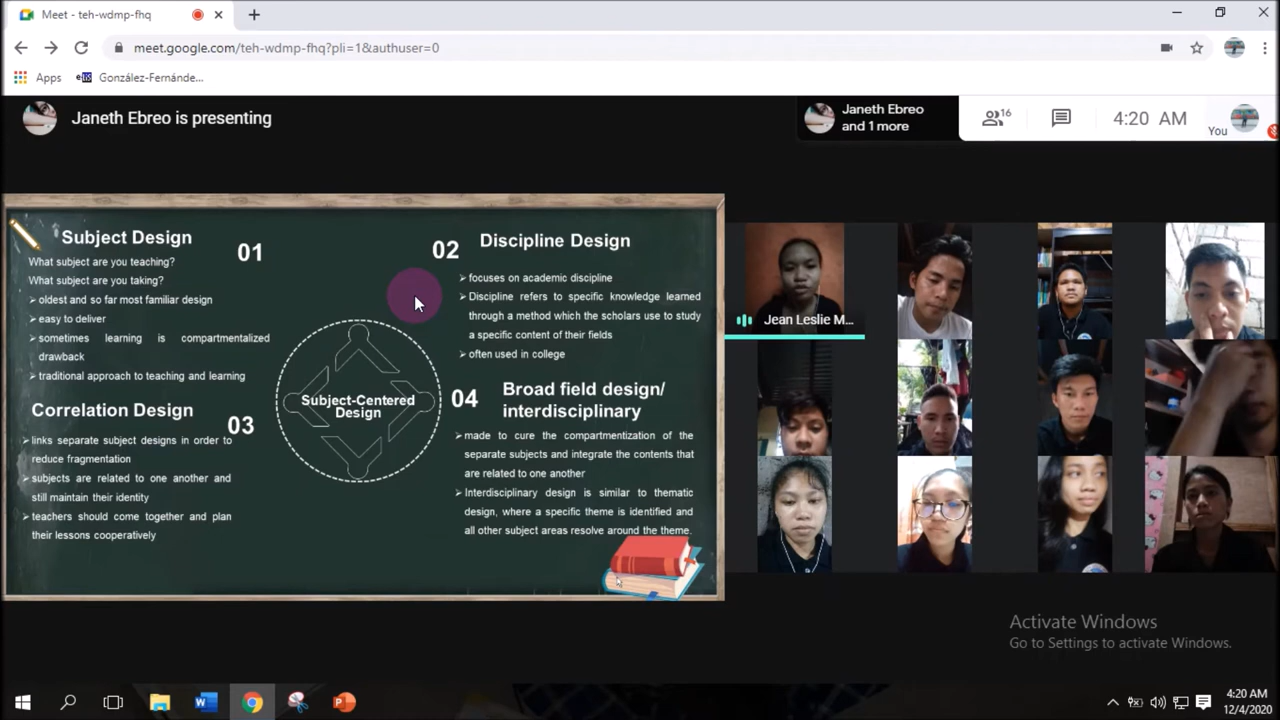 Meet - teh-wdmp-fhq
meet.google.com/teh-wdmp-fhq?pli=1&authuser=0
Apps
González-Fernánde...
Janeth Ebreo is presenting
Janeth Ebreo
and 1 more
16
4:20 AM
You
Subject Design
01
What subject are you teaching?
What subject are you taking?
oldest and so far most familiar design
easy to deliver
sometimes learning is compartmentalized
drawback
traditional approach to teaching and learning
02
Discipline Design
focuses on academic discipline
Discipline refers to specific knowledge learned
through a method which the scholars use to study
a specific content of their fields
often used in college
Subject-Centered
Design
Correlation Design
03
links separate subject designs in order to
reduce fragmentation
subjects are related to one another and
still maintain their identity
teachers should come together and plan
their lessons cooperatively
04
Broad field design/
interdisciplinary
made to cure the compartmentization of the
separate subjects and integrate the contents that
are related to one another
Interdisciplinary design is similar to thematic
design, where a specific theme is identified and
all other subject areas resolve around the theme.
Jean Leslie M...
Activate Windows
Go to Settings to activate Windows.
4:20 AM
12/4/2020